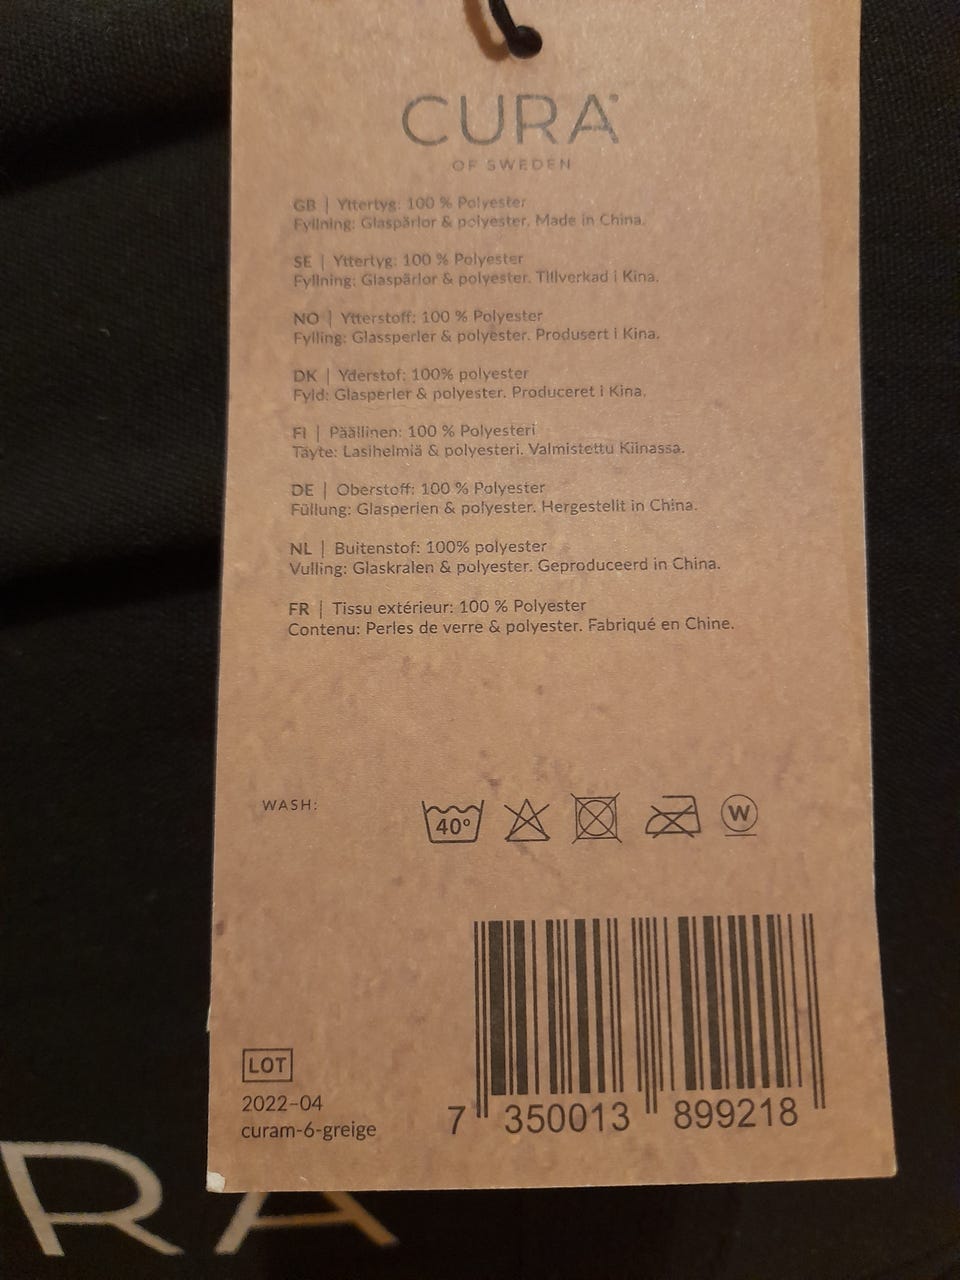 CURA
OF SWEDEN
GB | Yttertyg: 100 % Polyester
Fyllning: Glaspärlor & polyester. Made in China.
SE | Yttertyg: 100 % Polyester
Fyllning: Glaspärlor & polyester. Tillverkad i Kina.
NO | Ytterstoff: 100 % Polyester
Fylling: Glassperler & polyester. Produsert i Kina.
DK | Yderstof: 100% polyester
Fyld: Glasperler & polyester. Produceret i Kina.
FI | Päällinen: 100 % Polyesteri
Täyte: Lasihelmiä & polyesteri. Valmistettu Kiinassa.
DE | Oberstoff: 100 % Polyester
Füllung: Glasperlen & polyester. Hergestellt in China.
NL | Buitenstof: 100% polyester
Vulling: Glaskralen & polyester. Geproduceerd in China.
FR | Tissu extérieur: 100 % Polyester
Contenu: Perles de verre & polyester. Fabriqué en Chine.
WASH:
40°
W
LOT
2022-04
curam-6-greige
7 350013 899218
RA